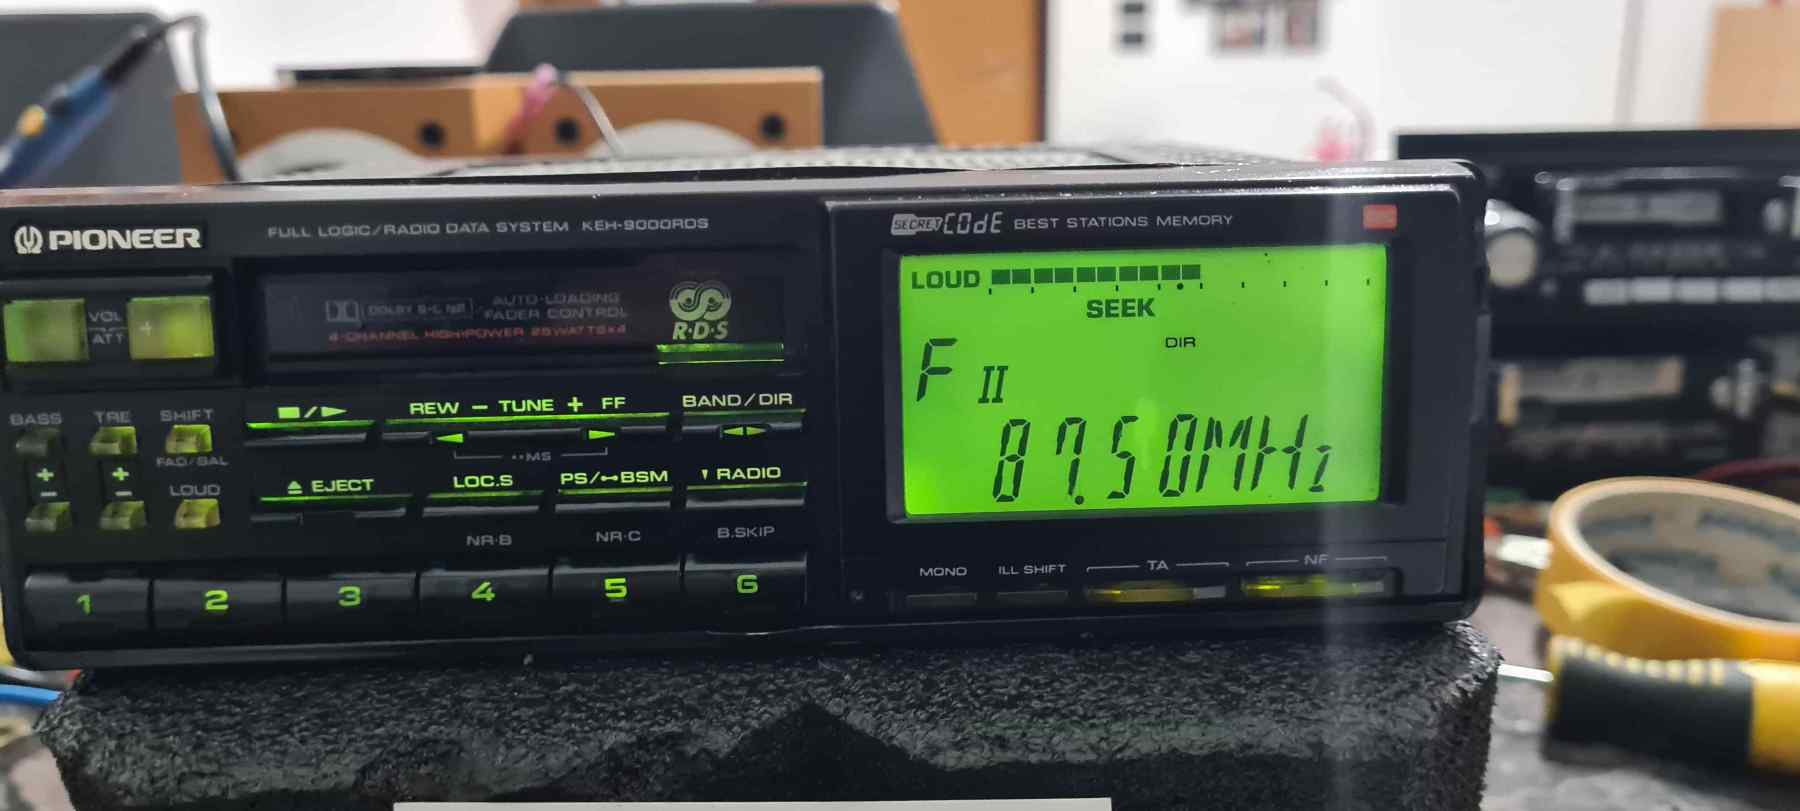 PIONEER
FULL LOGIC/RADIO DATA SYSTEM KEH-9000RDS
SECRET COdE BEST STATIONS MEMORY
VOL
ATT
+
DOLBY B-C NR
AUTO-LOADING
FADER CONTROL
4-CHANNEL HIGH-POWER 25WATTS×4
R·D·S
LOUD
SEEK
DIR
F II
87.50MHz
BASS TRE SHIFT
FAD/BAL
LOUD
+ +
- -
■/▶ REW - TUNE + FF BAND/DIR
··MS
EJECT LOC.S PS/↔BSM RADIO
NR-B NR-C B.SKIP
1 2 3 4 5 6
MONO ILL SHIFT TA NF